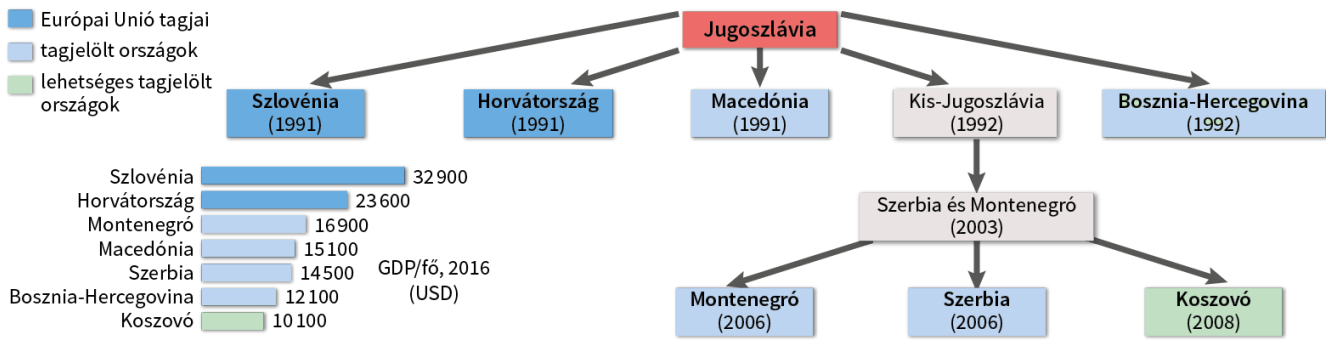 Európai Unió tagjai
tagjelölt országok
lehetséges tagjelölt
országok
Jugoszlávia
Szlovénia
(1991)
Horvátország
(1991)
Macedónia
(1991)
Kis-Jugoszlávia
(1992)
Bosznia-Hercegovina
(1992)
Szerbia és Montenegró
(2003)
Montenegró
(2006)
Szerbia
(2006)
Koszovó
(2008)
Szlovénia 32 900
Horvátország 23 600
Montenegró 16 900
Macedónia 15 100
Szerbia 14 500
Bosznia-Hercegovina 12 100
Koszovó 10 100
GDP/fő, 2016
(USD)